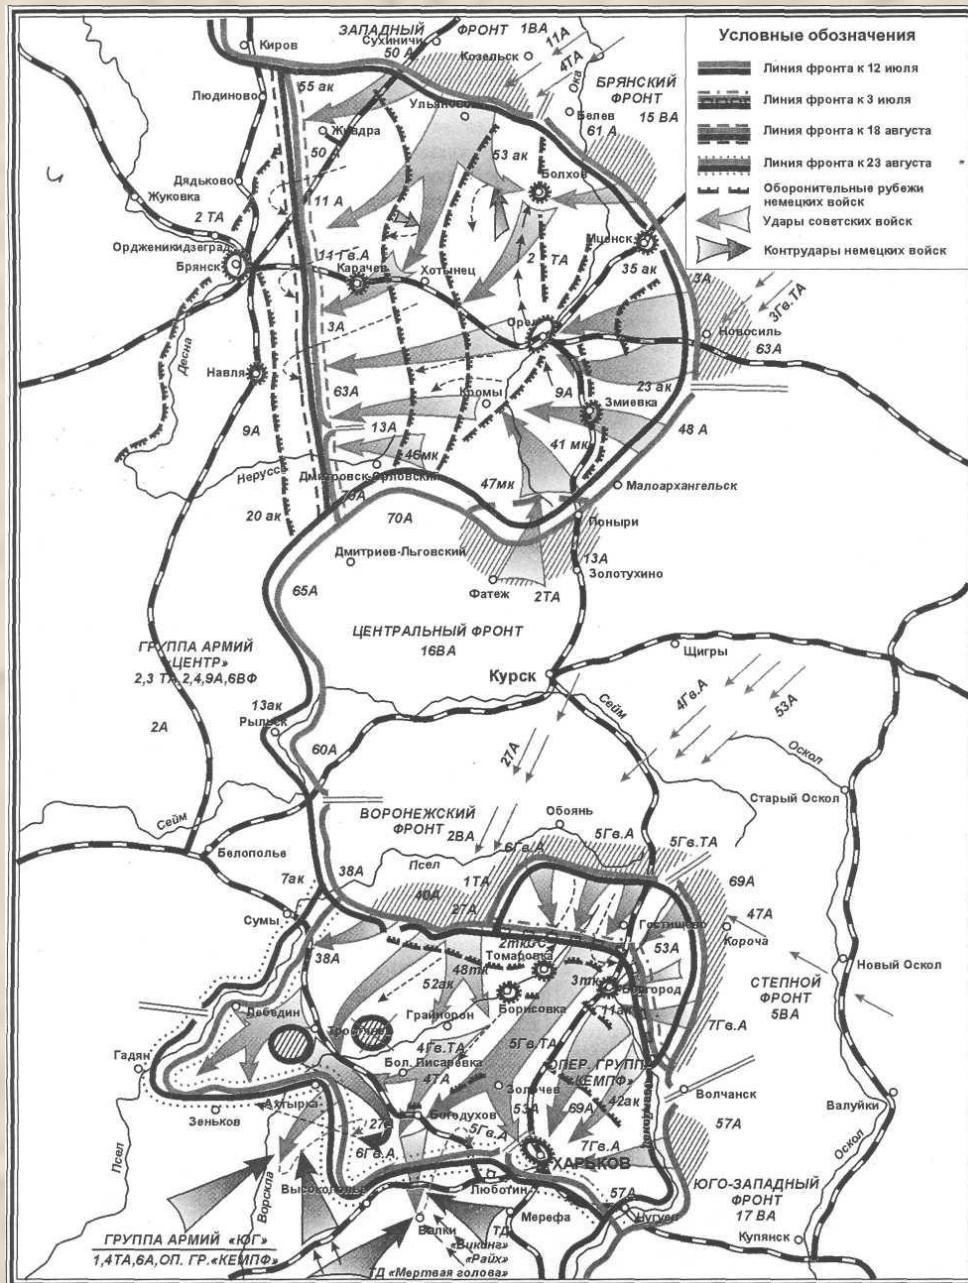 ЗАПАДНЫЙ ФРОНТ 1ВА
Сухиничи
50 А
Киров
Козельск
11А
4ТА
Ока
БРЯНСКИЙ
ФРОНТ
15 ВА
Условные обозначения
Линия фронта к 12 июля
Линия фронта к 3 июля
Линия фронта к 18 августа
Линия фронта к 23 августа
Оборонительные рубежи
немецких войск
Удары советских войск
Контрудары немецких войск
Людиново
55 ак
Белев
61 А
Жиздра
50 А
53 ак
Болхов
Дядьково
Жуковка
11 А
2 ТА
Орджоникидзеград
Брянск
Мценск
35 ак
Карачев
Хотынец
2 ТА
3А
3Гв.ТА
Новосиль
63А
3А
Орел
Десна
Навля
63А
Кромы
9А
23 ак
Змиевка
48 А
13А
9А
46мк
41 мк
Дмитровск-Орловский
47мк
Малоархангельск
70А
20 ак
70А
Поныри
Дмитриев-Льговский
13А
Золотухино
Фатеж
2ТА
65А
ЦЕНТРАЛЬНЫЙ ФРОНТ
16ВА
ГРУППА АРМИЙ
«ЦЕНТР»
2,3 ТА,2,4,9А,6ВФ
Щигры
Курск
4Гв.А
53А
13ак
Рыльск
2А
Сейм
60А
27А
Оскол
Старый Оскол
Сейм
ВОРОНЕЖСКИЙ
ФРОНТ
2ВА
Обоянь
6Гв.А
5Гв.А
5Гв.ТА
Белополье
Псел
38А
7ак
1ТА
40А
27А
69А
Сумы
47А
Короча
Гостищево
53А
2ткСС
Томаровка
38А
48тк
52ак
3тк
Борисовка
11ак
Новый Оскол
СТЕПНОЙ
ФРОНТ
5ВА
Лебедин
Грайворон
7Гв.А
4Гв.ТА
5Гв.ТА
Гадяч
Бол. Писаревка
4ТА
ОПЕР. ГРУППА
«КЕМПФ»
Золочев
Волчанск
42ак
Валуйки
53А
69А
Ахтырка
Зеньков
Богодухов
27А
57А
5Гв.А
7Гв.А
6Гв.А
ХАРЬКОВ
Псел
Оскол
Ворскла
Люботин
57А
ЮГО-ЗАПАДНЫЙ
ФРОНТ
17 ВА
Мерефа
Чугуев
Купянск
Валки
ГРУППА АРМИЙ «ЮГ»
1,4ТА,6А,ОП. ГР.«КЕМПФ»
ТД
«Викинг»
«Райх»
ТД «Мертвая голова»